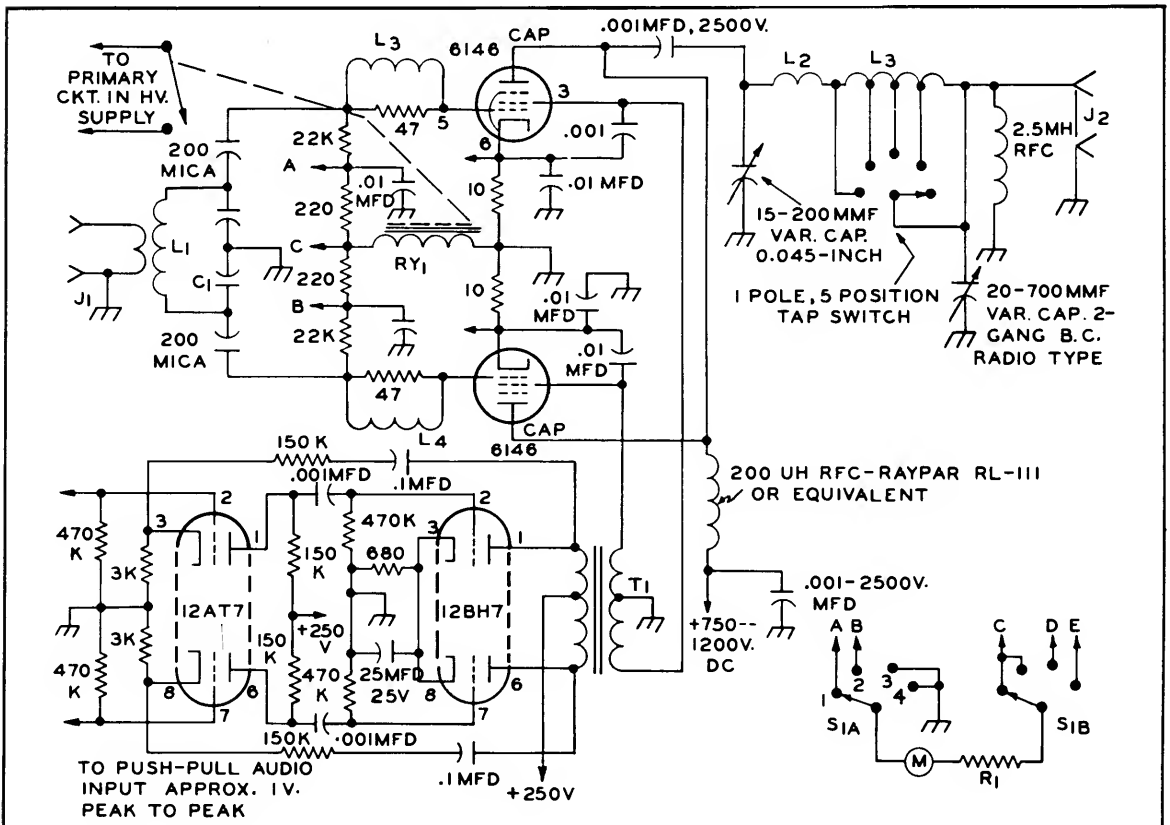 TO
PRIMARY
CKT. IN HV.
SUPPLY
L3
6146
CAP
.001MFD, 2500V.
3
5
6
47
22K
200
MICA
A
.01
MFD
.001
.01 MFD
10
220
C
RY1
L1
C1
J1
220
B
22K
200
MICA
10
.01
MFD
.01
MFD
47
L4
CAP
6146
L2
L3
J2
2.5MH
RFC
15-200MMF
VAR. CAP.
0.045-INCH
1 POLE, 5 POSITION
TAP SWITCH
20-700MMF
VAR. CAP. 2-
GANG B.C.
RADIO TYPE
200 UH RFC-RAYPAR RL-111
OR EQUIVALENT
150 K
.001MFD
.1MFD
2
3
1
470
K
3K
12AT7
3K
470
K
8
6
7
150
K
+250
V
150
K
470K
680
25MFD
25V
470
K
2
3
1
12BH7
8
6
7
150K
.001MFD
.1MFD
T1
+250V
+750--
1200V.
DC
.001-2500V.
MFD
A B
C
D
E
1
2
3
4
S1A
S1B
M
R1
TO PUSH-PULL AUDIO
INPUT APPROX. 1V.
PEAK TO PEAK